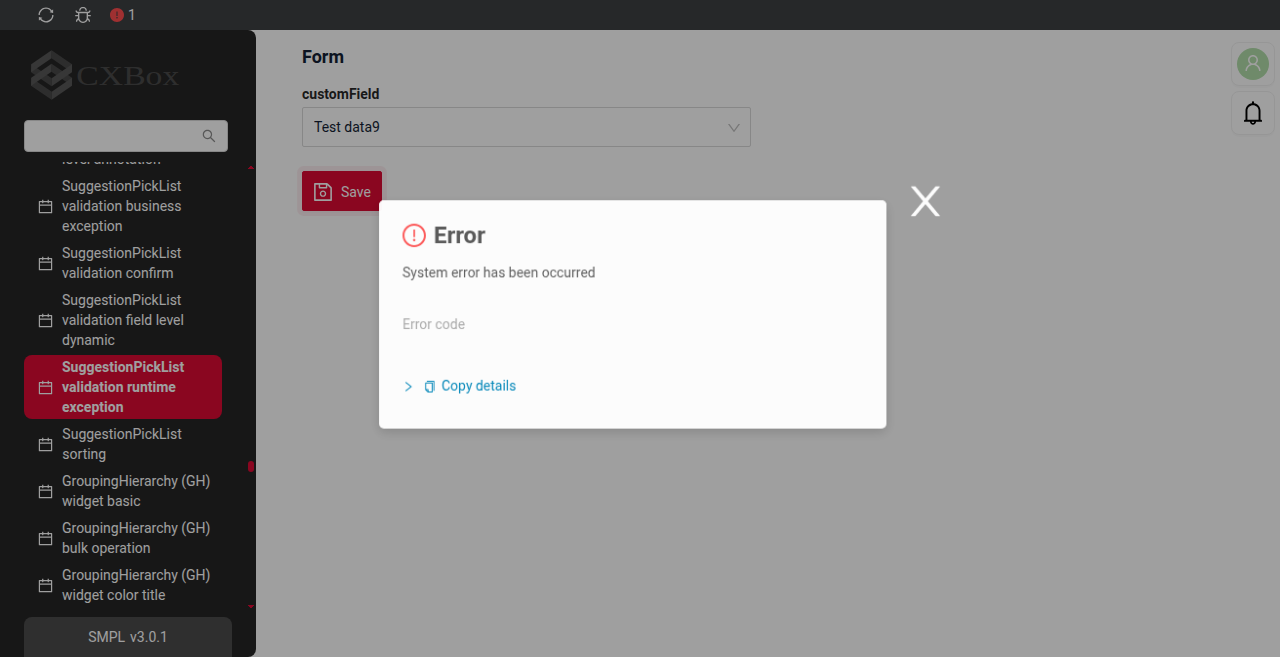 1
CXBox
level annotation
SuggestionPickList
validation business
exception
SuggestionPickList
validation confirm
SuggestionPickList
validation field level
dynamic
SuggestionPickList
validation runtime
exception
SuggestionPickList
sorting
GroupingHierarchy (GH)
widget basic
GroupingHierarchy (GH)
bulk operation
GroupingHierarchy (GH)
widget color title
SMPL v3.0.1
Form
customField
Test data9
Save
Error
System error has been occurred
Error code
Copy details